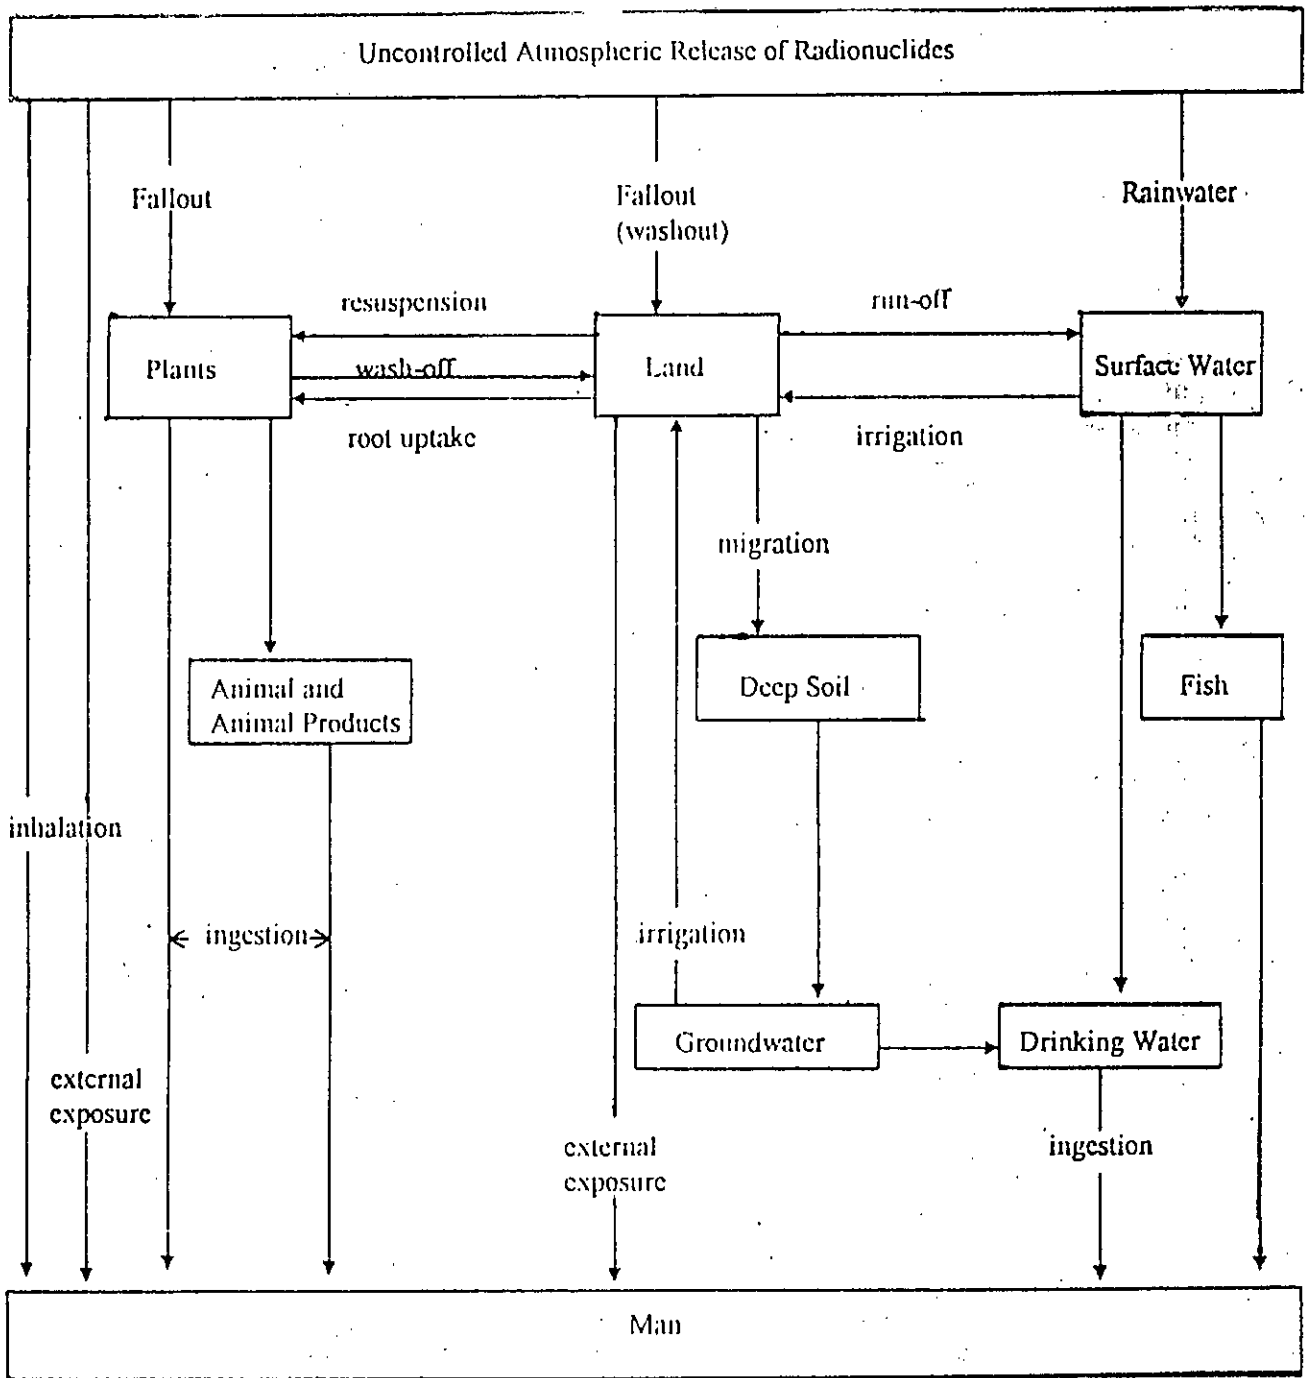 Uncontrolled Atmospheric Release of Radionuclides
Fallout
Fallout
(washout)
Rainwater
resuspension
run-off
Plants
wash-off
Land
Surface Water
root uptake
irrigation
migration
Animal and
Animal Products
Deep Soil
Fish
inhalation
ingestion
irrigation
Groundwater
Drinking Water
external
exposure
external
exposure
ingestion
Man